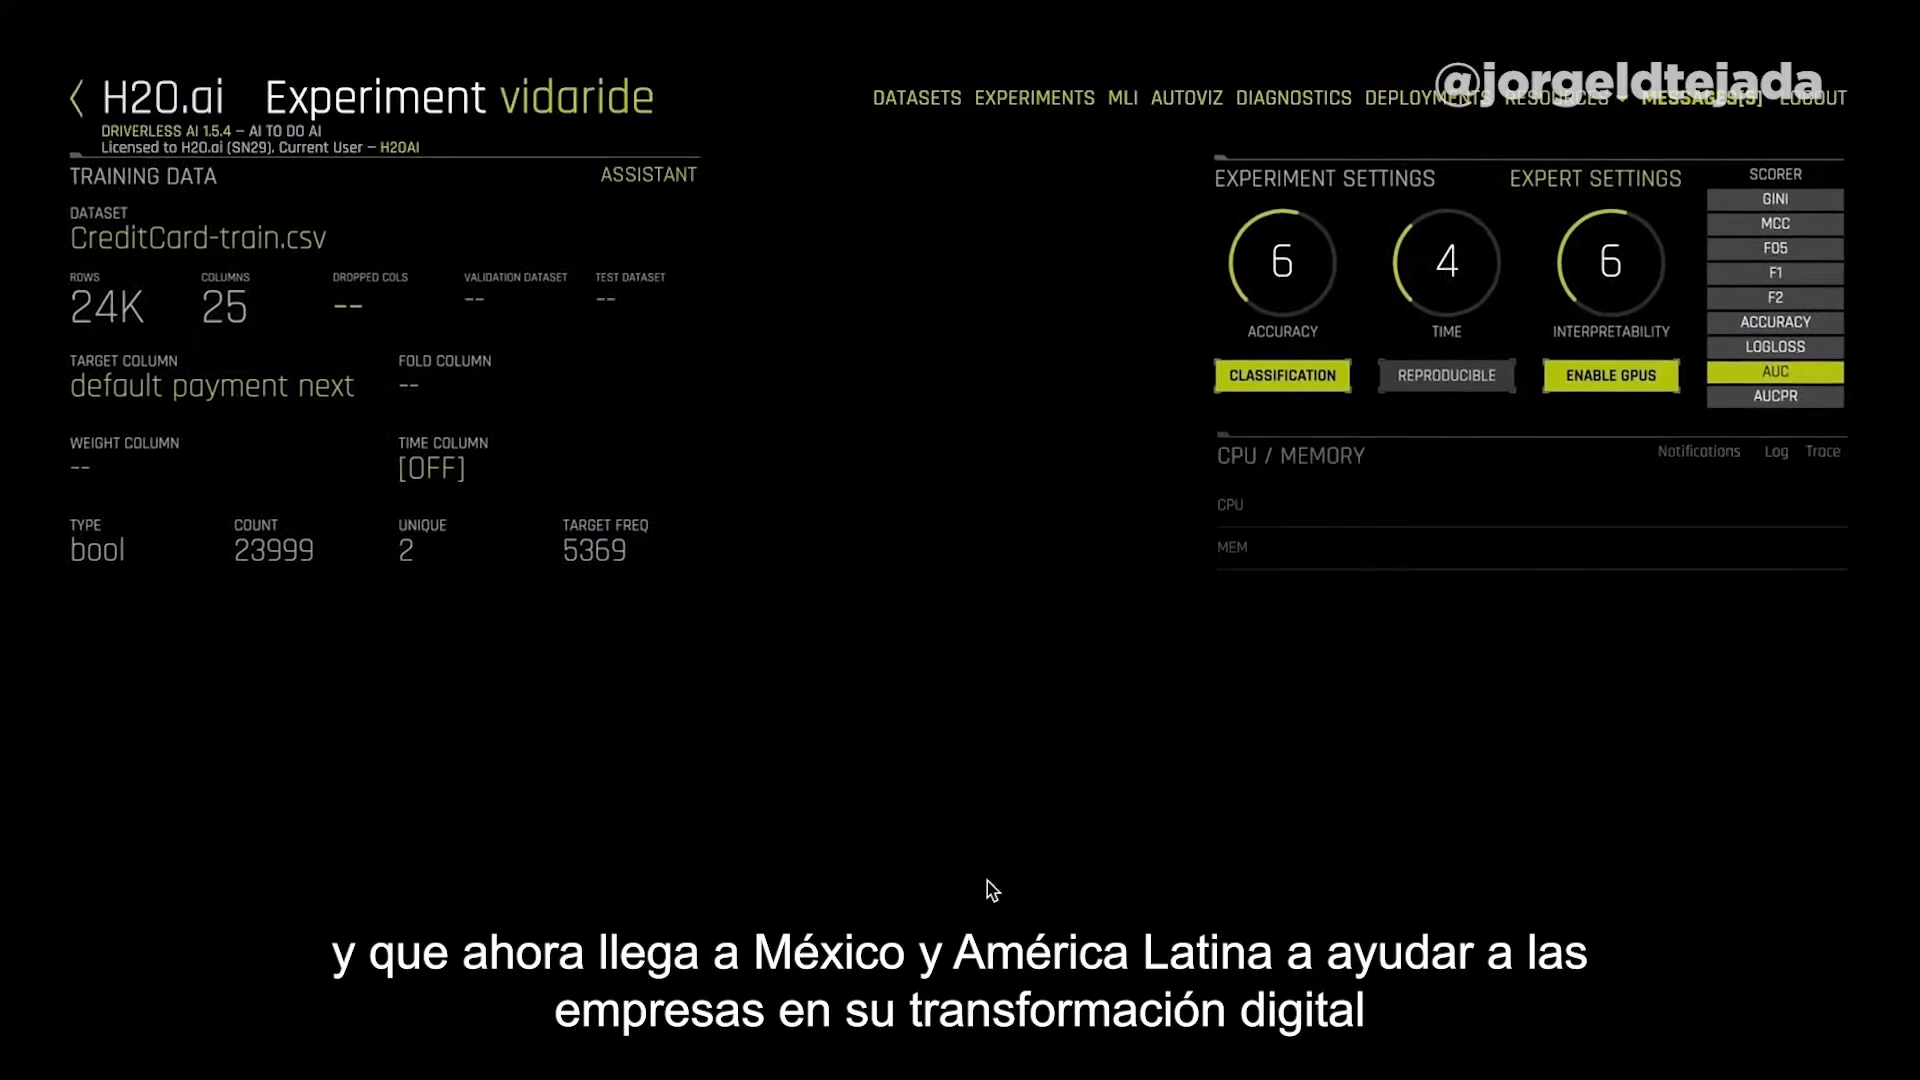 H2O.ai Experiment vidaride
DRIVERLESS AI 1.5.4 – AI TO DO AI
Licensed to H2O.ai (SN29). Current User – H2OAI
DATASETS EXPERIMENTS MLI AUTOVIZ DIAGNOSTICS DEPLOYMENTS RESOURCES MESSAGES[5] LOGOUT
@jorgeldtejada
TRAINING DATA ASSISTANT
DATASET
CreditCard-train.csv
ROWS COLUMNS DROPPED COLS VALIDATION DATASET TEST DATASET
24K 25 -- -- --
TARGET COLUMN FOLD COLUMN
default payment next --
WEIGHT COLUMN TIME COLUMN
-- [OFF]
TYPE COUNT UNIQUE TARGET FREQ
bool 23999 2 5369
EXPERIMENT SETTINGS EXPERT SETTINGS
6 4 6
ACCURACY TIME INTERPRETABILITY
CLASSIFICATION REPRODUCIBLE ENABLE GPUS
SCORER
GINI
MCC
F05
F1
F2
ACCURACY
LOGLOSS
AUC
AUCPR
CPU / MEMORY Notifications Log Trace
CPU
MEM
y que ahora llega a México y América Latina a ayudar a las
empresas en su transformación digital